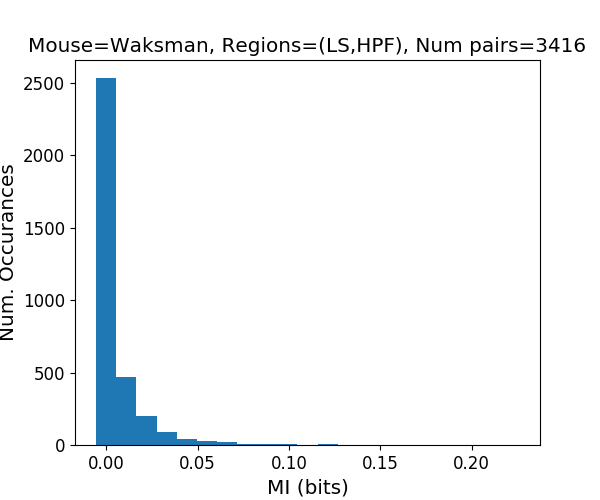 Mouse=Waksman, Regions=(LS,HPF), Num pairs=3416
Num. Occurances
2500
2000
1500
1000
500
0
0.00 0.05 0.10 0.15 0.20
MI (bits)